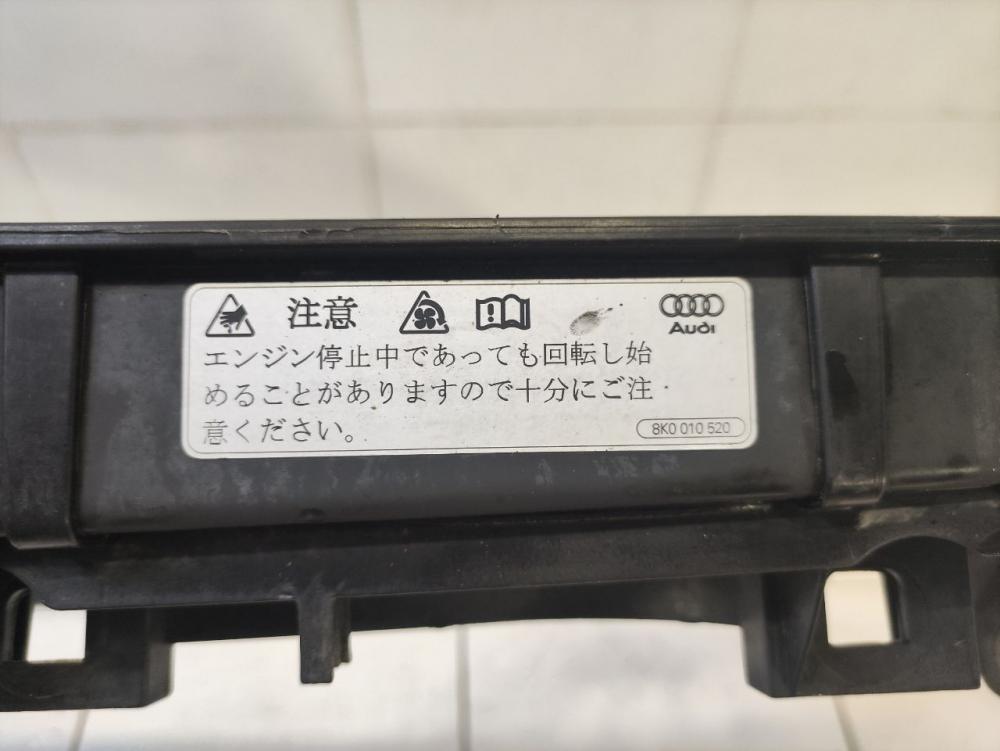 注意
Audi
エンジン停止中であっても回転し始
めることがありますので十分にご注
意ください。
8K0 010 520